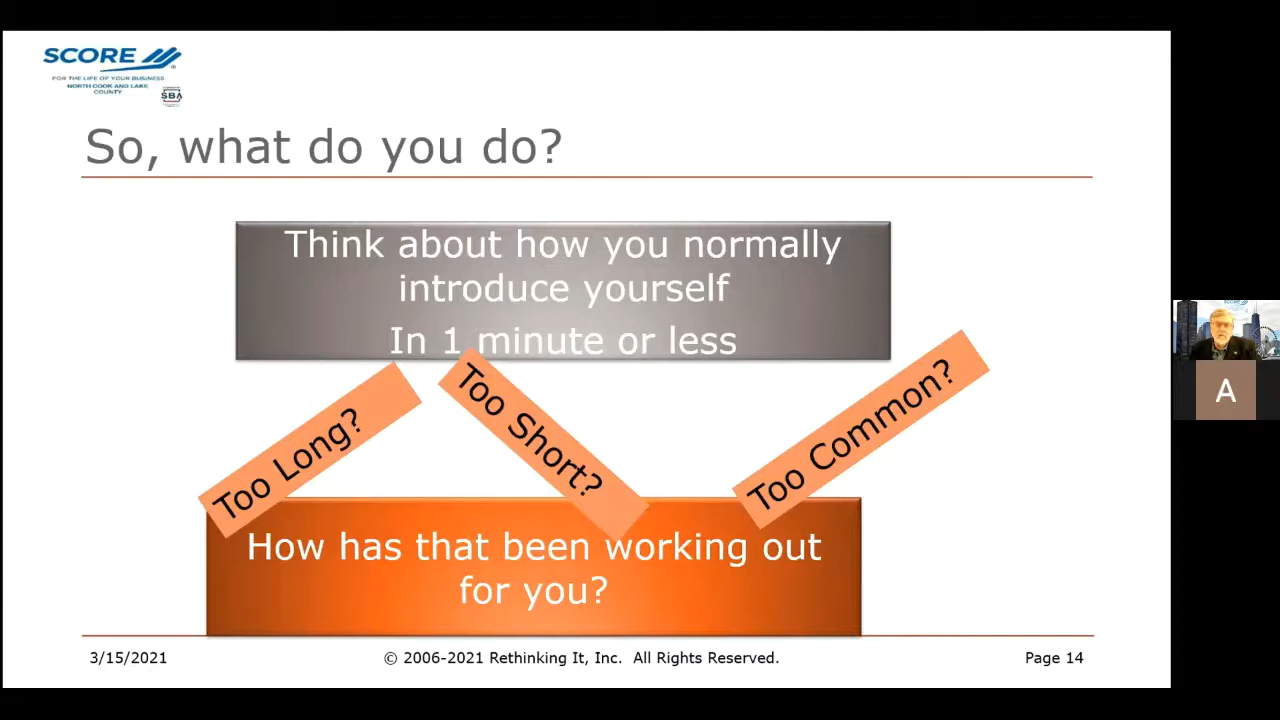 SCORE
FOR THE LIFE OF YOUR BUSINESS
NORTH COOK AND LAKE
COUNTY
SBA
So, what do you do?
Think about how you normally
introduce yourself
In 1 minute or less
Too Long?
Too Short?
Too Common?
How has that been working out
for you?
3/15/2021
© 2006-2021 Rethinking It, Inc. All Rights Reserved.
Page 14
A